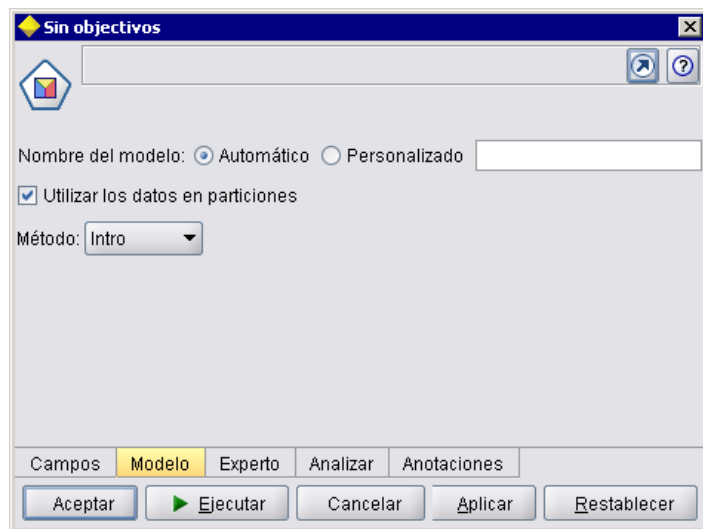 Sin objectivos
Nombre del modelo: Automático Personalizado
Utilizar los datos en particiones
Método: Intro
Campos Modelo Experto Analizar Anotaciones
Aceptar Ejecutar Cancelar Aplicar Restablecer